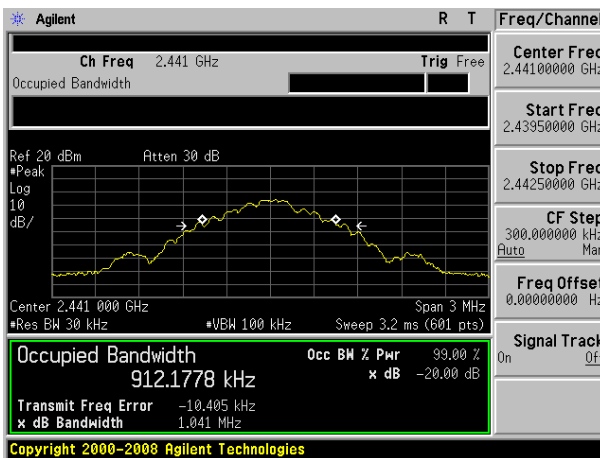 Agilent R T
Ch Freq 2.441 GHz Trig Free
Occupied Bandwidth
Ref 20 dBm Atten 30 dB
#Peak
Log
10
dB/
Center 2.441 000 GHz Span 3 MHz
#Res BW 30 kHz #VBW 100 kHz Sweep 3.2 ms (601 pts)
Occupied Bandwidth Occ BW % Pwr 99.00 %
912.1778 kHz x dB -20.00 dB
Transmit Freq Error -10.405 kHz
x dB Bandwidth 1.041 MHz
Copyright 2000-2008 Agilent Technologies
Freq/Channel
Center Freq
2.44100000 GHz
Start Freq
2.43950000 GHz
Stop Freq
2.44250000 GHz
CF Step
300.000000 kHz
Auto Man
Freq Offset
0.00000000 Hz
Signal Track
On Off